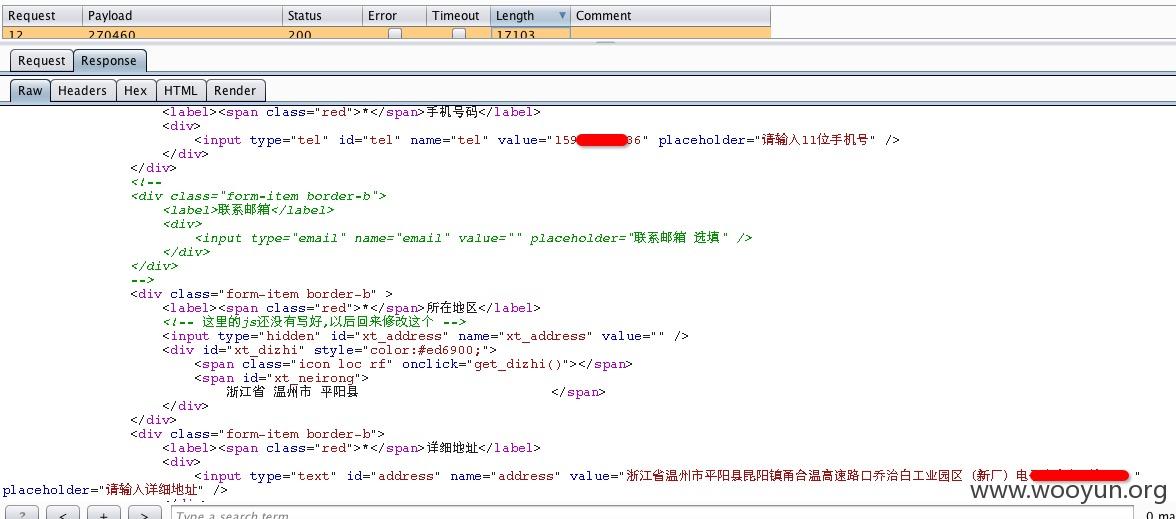 Request Payload Status Error Timeout Length Comment
12 270460 200 17103
Request Response
Raw Headers Hex HTML Render
<label><span class="red">*</span>手机号码</label>
<div>
<input type="tel" id="tel" name="tel" value="159 86" placeholder="请输入11位手机号" />
</div>
</div>
<!--
<div class="form-item border-b">
<label>联系邮箱</label>
<div>
<input type="email" name="email" value="" placeholder="联系邮箱 选填" />
</div>
</div>
-->
<div class="form-item border-b" >
<label><span class="red">*</span>所在地区</label>
<!-- 这里的js还没有写好,以后回来修改这个 -->
<input type="hidden" id="xt_address" name="xt_address" value="" />
<div id="xt_dizhi" style="color:#ed6900;">
<span class="icon loc rf" onclick="get_dizhi()"></span>
<span id="xt_neirong">
浙江省 温州市 平阳县 </span>
</div>
</div>
<div class="form-item border-b">
<label><span class="red">*</span>详细地址</label>
<div>
<input type="text" id="address" name="address" value="浙江省温州市平阳县昆阳镇甬台温高速路口乔治白工业园区（新厂）电 "
placeholder="请输入详细地址" />
www.wooyun.org
? < + > Type a search term 0 ma